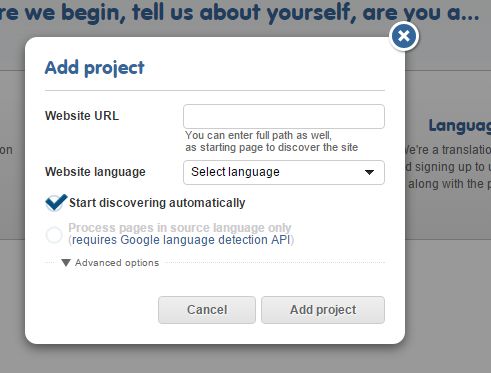 re we begin, tell us about yourself, are you a...
Add project
Website URL
You can enter full path as well,
as starting page to discover the site
Website language
Select language
Start discovering automatically
Process pages in source language only
(requires Google language detection API)
Advanced options
Cancel
Add project
on
Languag
We're a translation
d signing up to u
along with the p